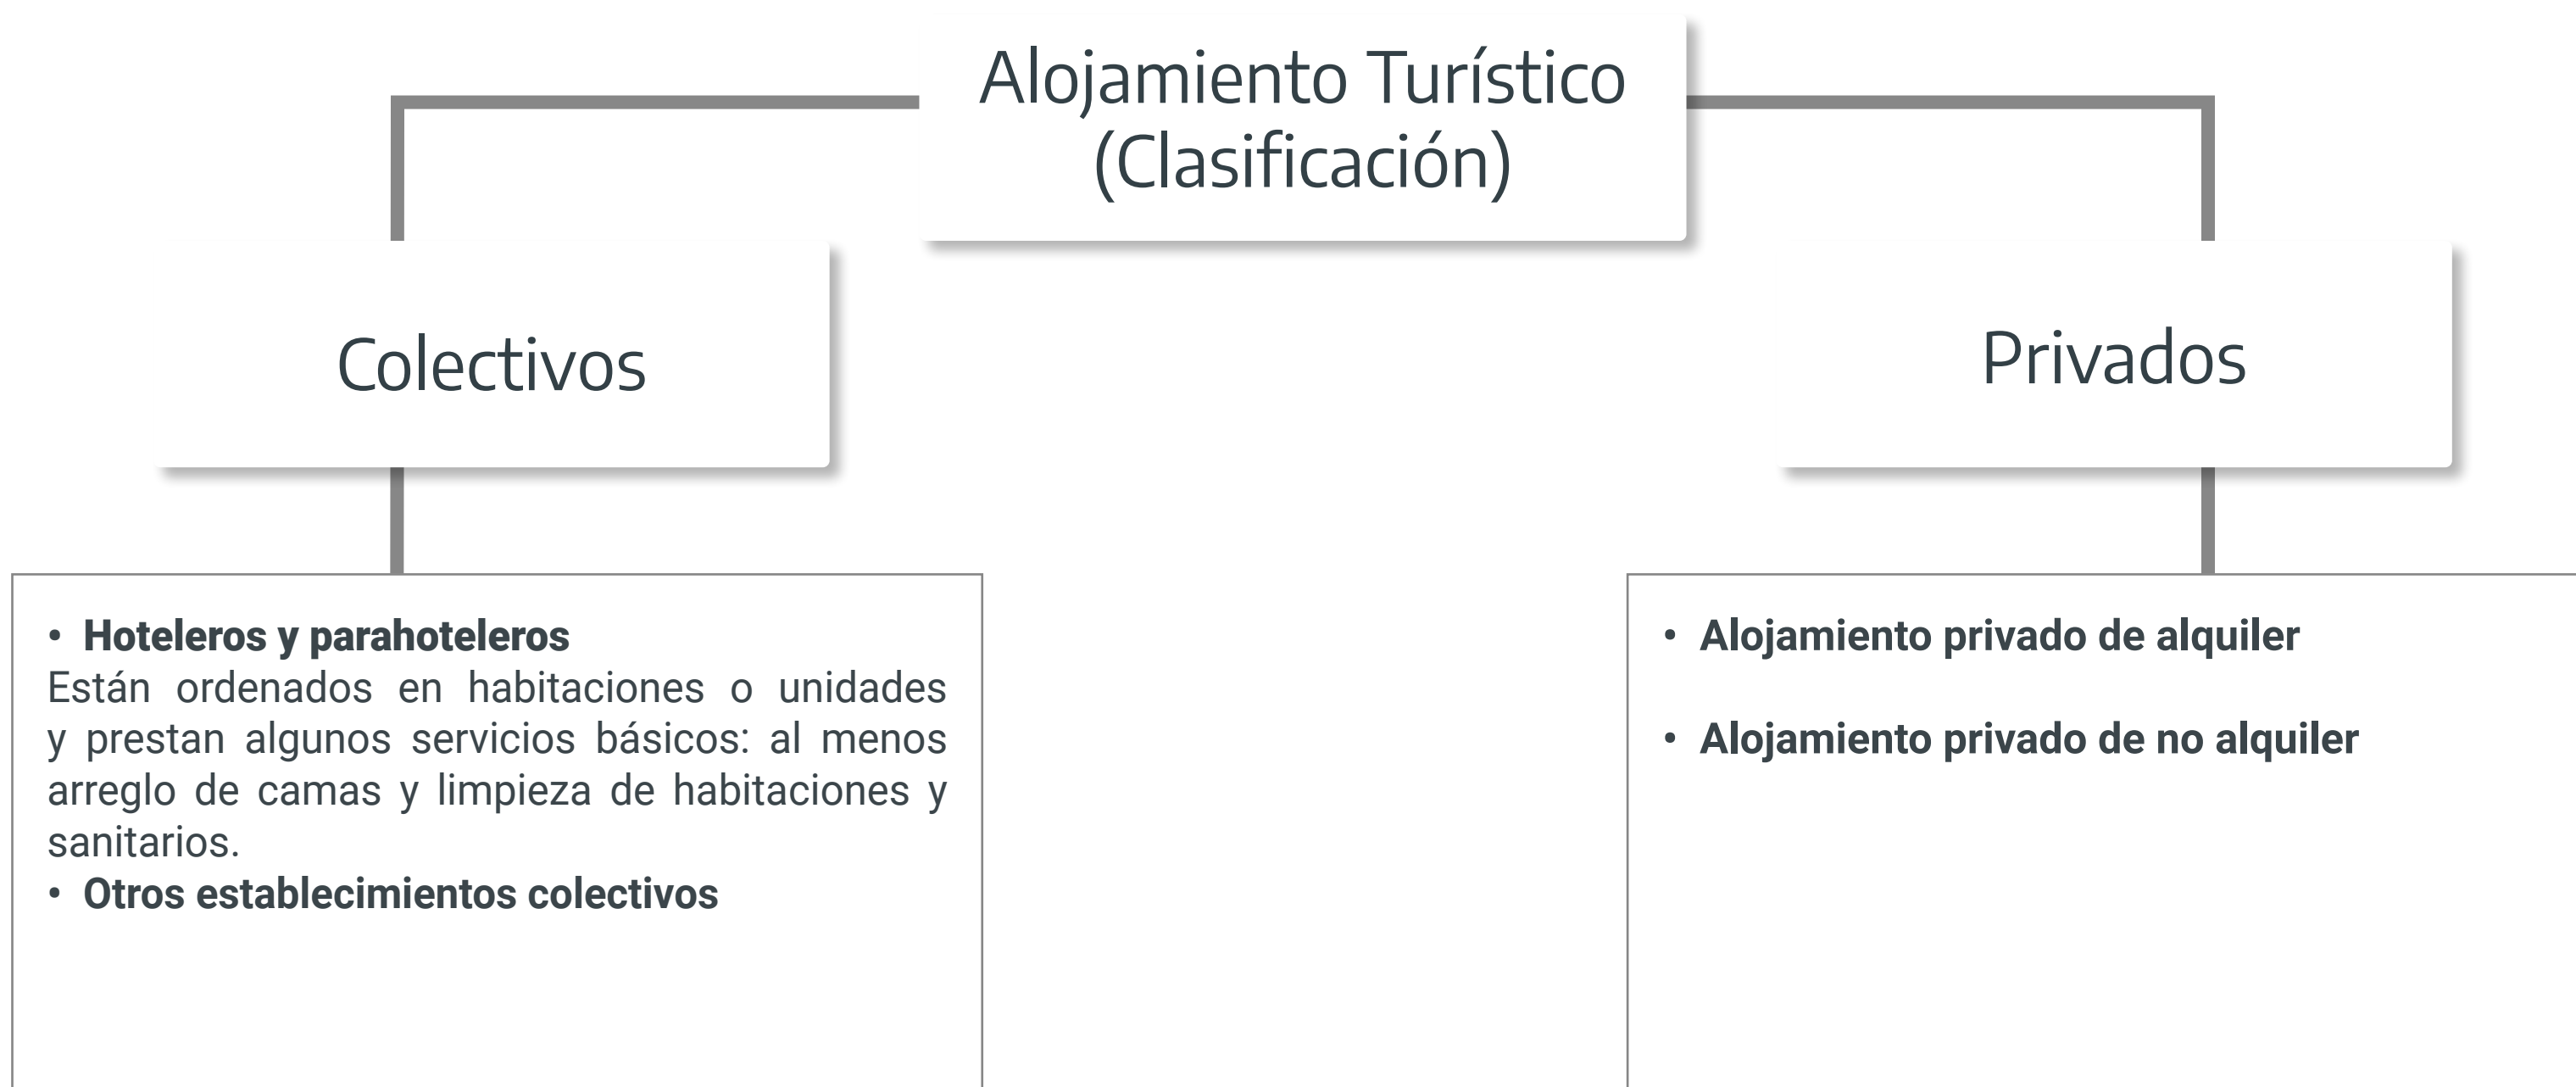 Alojamiento Turístico
(Clasificación)
Colectivos
Privados
• Hoteleros y parahoteleros
Están ordenados en habitaciones o unidades
y prestan algunos servicios básicos: al menos
arreglo de camas y limpieza de habitaciones y
sanitarios.
• Otros establecimientos colectivos
• Alojamiento privado de alquiler
• Alojamiento privado de no alquiler